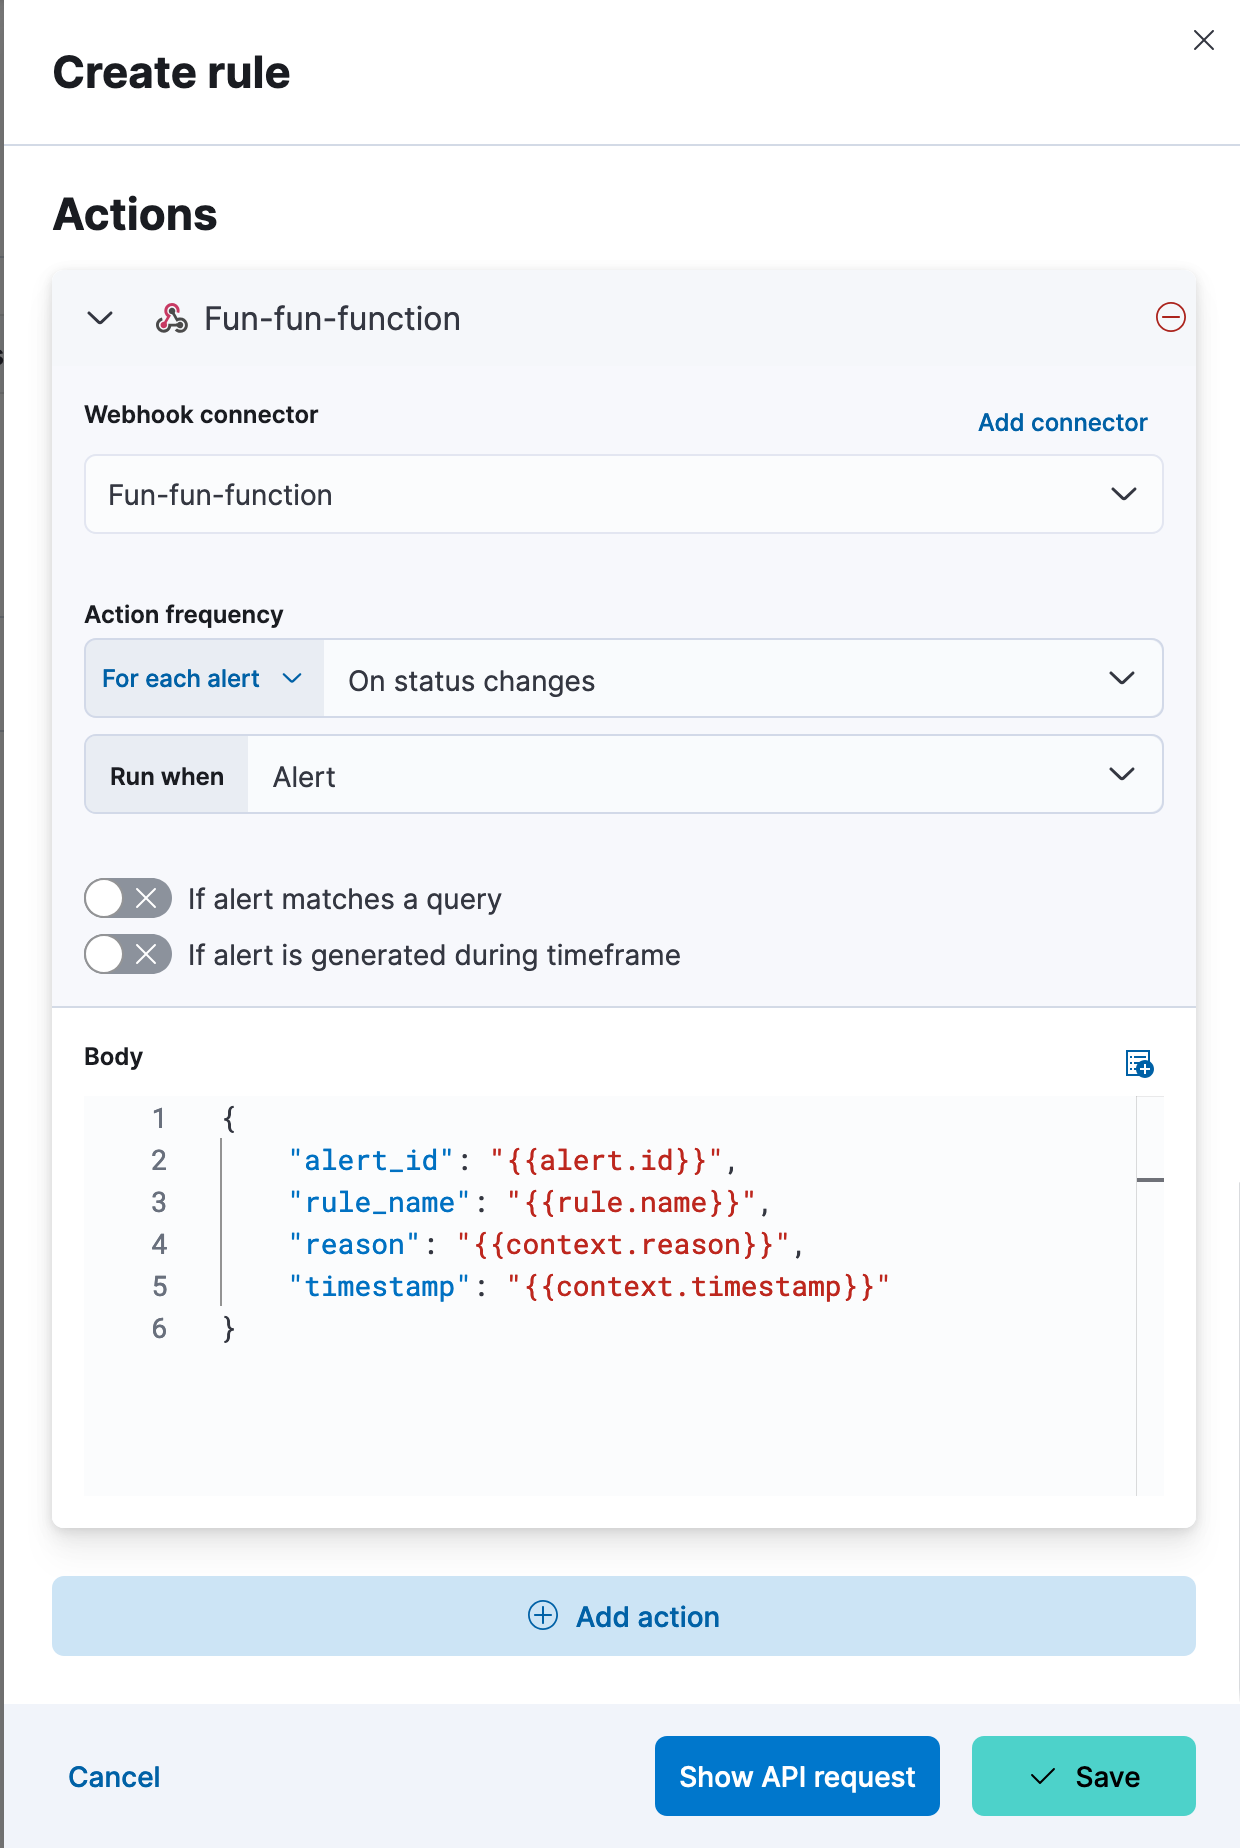 Create rule
Actions
Fun-fun-function
Webhook connector
Add connector
Fun-fun-function
Action frequency
For each alert
On status changes
Run when
Alert
If alert matches a query
If alert is generated during timeframe
Body
1 {
2 "alert_id": "{{alert.id}}",
3 "rule_name": "{{rule.name}}",
4 "reason": "{{context.reason}}",
5 "timestamp": "{{context.timestamp}}"
6 }
Add action
Cancel
Show API request
Save